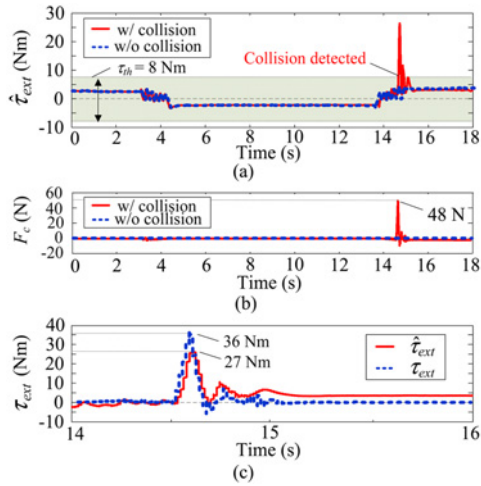 30
20
10
0
-10
τ̂ext (Nm)
w/ collision
w/o collision
τth = 8 Nm
Collision detected
0 2 4 6 8 10 12 14 16 18
Time (s)
(a)
60
40
20
0
-20
Fc (N)
w/ collision
w/o collision
48 N
0 2 4 6 8 10 12 14 16 18
Time (s)
(b)
40
30
20
10
0
-10
τext (Nm)
36 Nm
27 Nm
τ̂ext
τext
14 15 16
Time (s)
(c)